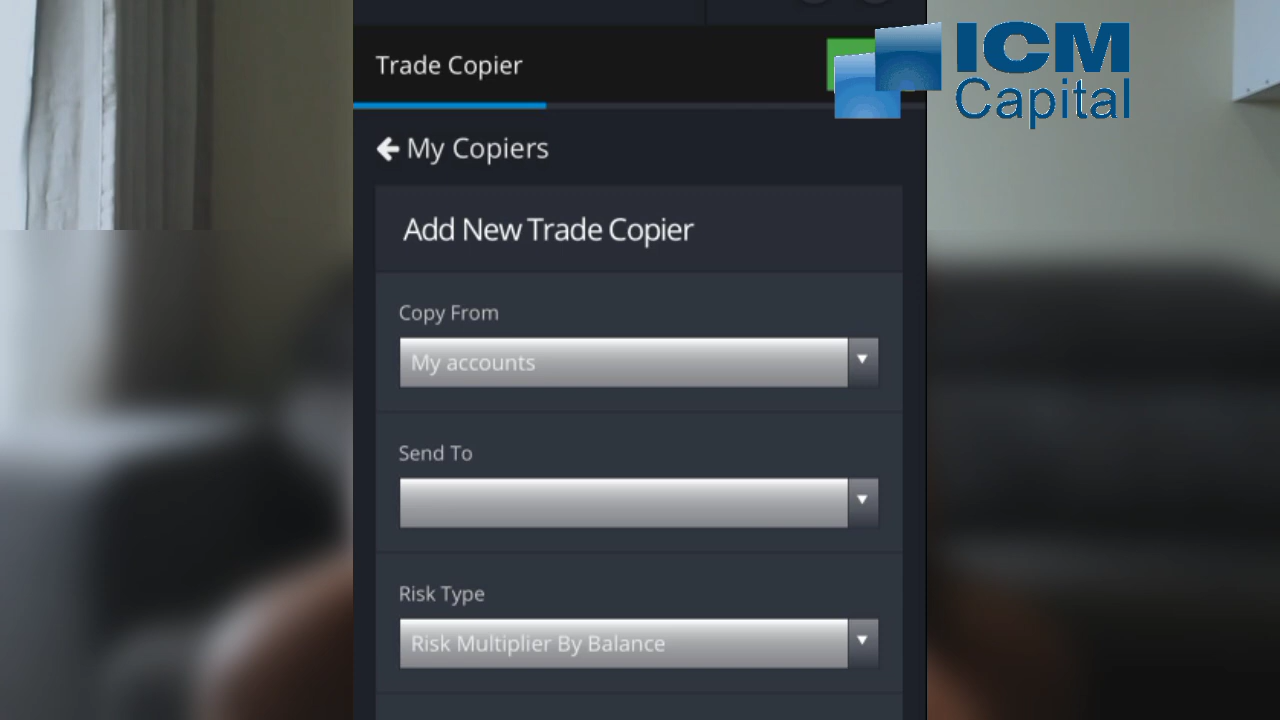 Trade Copier
ICM
Capital
My Copiers
Add New Trade Copier
Copy From
My accounts
Send To
Risk Type
Risk Multiplier By Balance